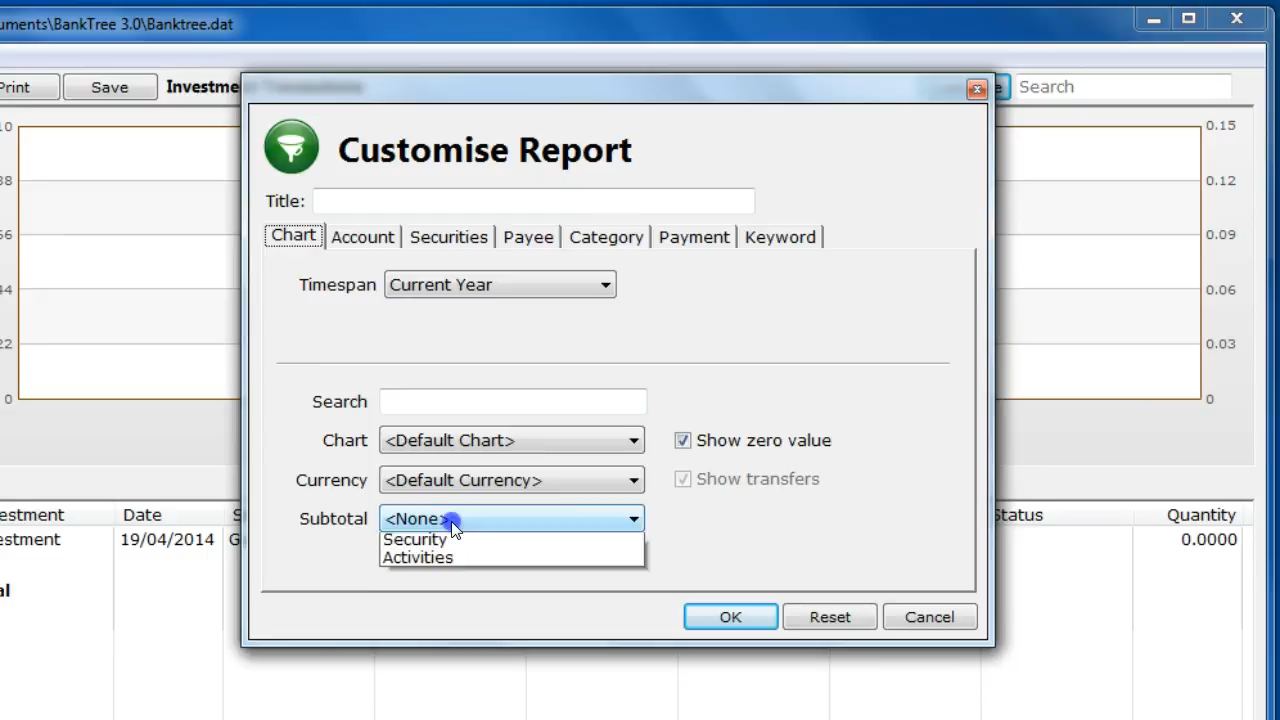 uments\BankTree 3.0\Banktree.dat
Print
Save
Investme
e
Search
Customise Report
Title:
Chart
Account
Securities
Payee
Category
Payment
Keyword
Timespan
Current Year
Search
Chart
<Default Chart>
Show zero value
Currency
<Default Currency>
Show transfers
Subtotal
<None>
Security
Activities
OK
Reset
Cancel
10
88
56
44
22
0
0.15
0.12
0.09
0.06
0.03
0
estment
Date
Status
Quantity
estment
19/04/2014
0.0000
al